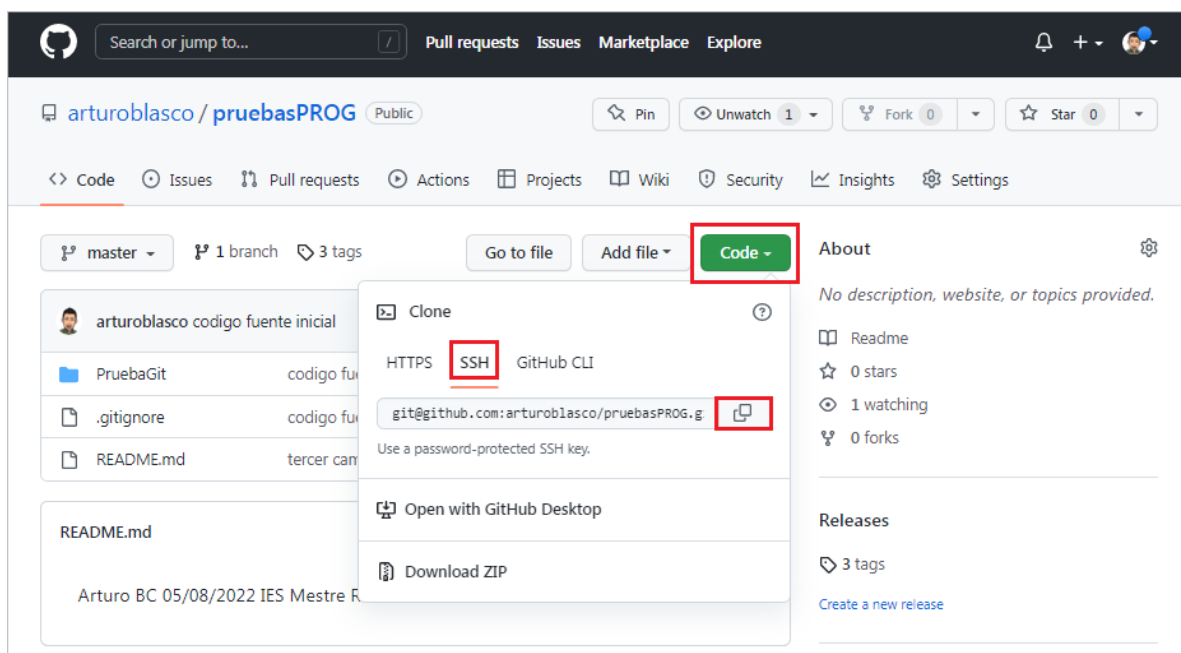 Search or jump to... /
Pull requests Issues Marketplace Explore
arturoblasco / pruebasPROG Public
Pin Unwatch 1 Fork 0 Star 0
Code Issues Pull requests Actions Projects Wiki Security Insights Settings
master 1 branch 3 tags Go to file Add file Code
arturoblasco codigo fuente inicial
PruebaGit codigo fu
.gitignore codigo fu
README.md tercer cam
Clone
HTTPS SSH GitHub CLI
git@github.com:arturoblasco/pruebasPROG.g
Use a password-protected SSH key.
Open with GitHub Desktop
Download ZIP
README.md
Arturo BC 05/08/2022 IES Mestre R
About
No description, website, or topics provided.
Readme
0 stars
1 watching
0 forks
Releases
3 tags
Create a new release